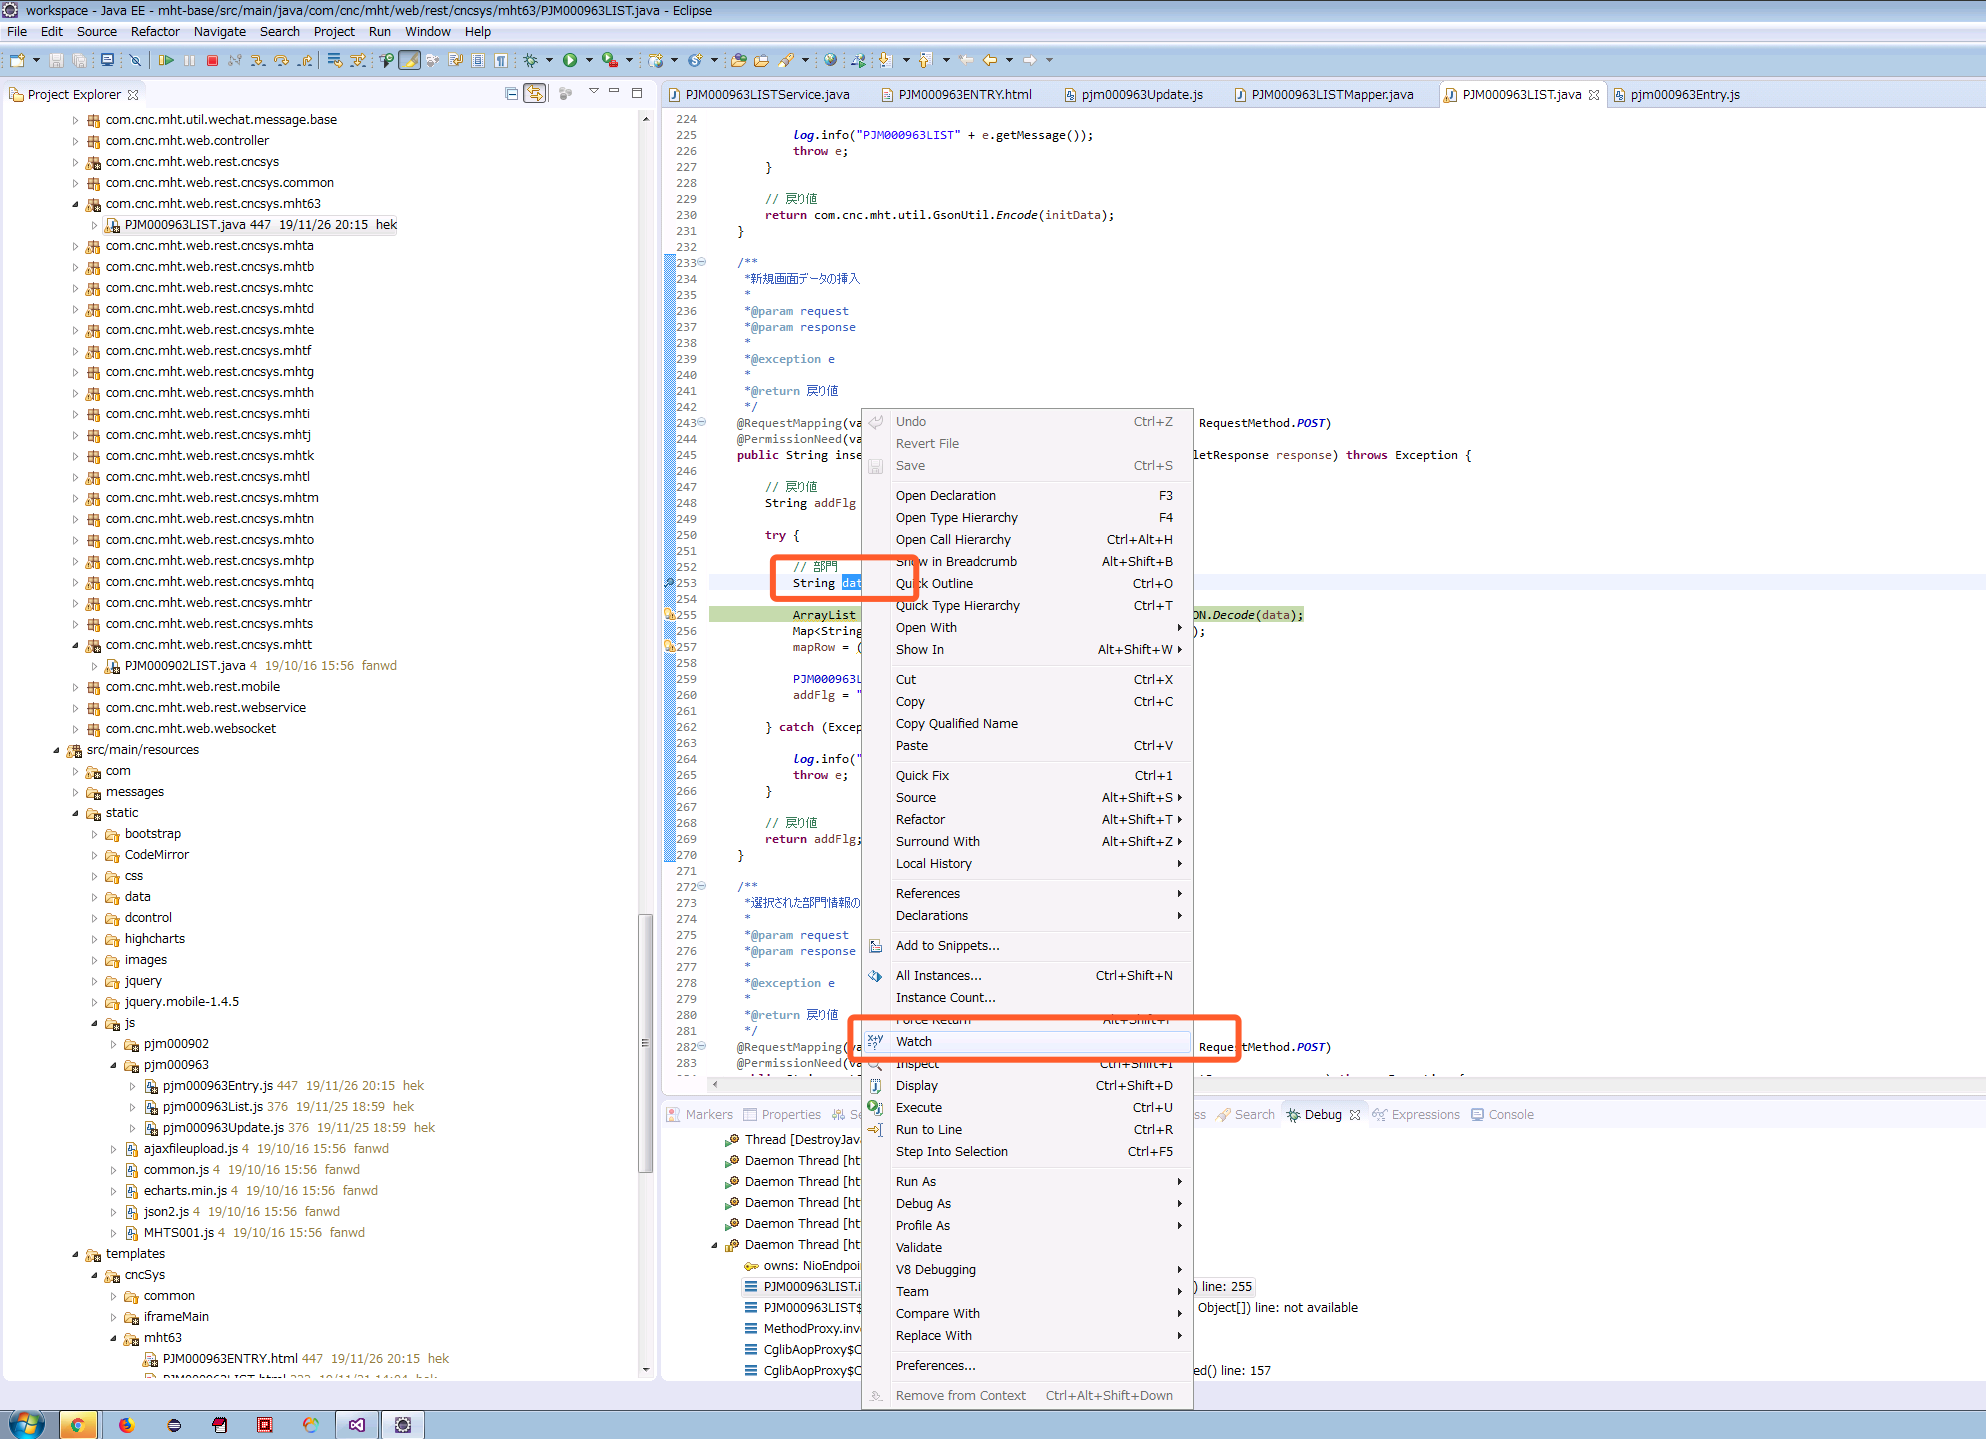 workspace - Java EE - mht-base/src/main/java/com/cnc/mht/web/rest/cncsys/mht63/PJM000963LIST.java - Eclipse
File Edit Source Refactor Navigate Search Project Run Window Help
Project Explorer
com.cnc.mht.util.wechat.message.base
com.cnc.mht.web.controller
com.cnc.mht.web.rest.cncsys
com.cnc.mht.web.rest.cncsys.common
com.cnc.mht.web.rest.cncsys.mht63
PJM000963LIST.java 447 19/11/26 20:15 hek
com.cnc.mht.web.rest.cncsys.mhta
com.cnc.mht.web.rest.cncsys.mhtb
com.cnc.mht.web.rest.cncsys.mhtc
com.cnc.mht.web.rest.cncsys.mhtd
com.cnc.mht.web.rest.cncsys.mhte
com.cnc.mht.web.rest.cncsys.mhtf
com.cnc.mht.web.rest.cncsys.mhtg
com.cnc.mht.web.rest.cncsys.mhth
com.cnc.mht.web.rest.cncsys.mhti
com.cnc.mht.web.rest.cncsys.mhtj
com.cnc.mht.web.rest.cncsys.mhtk
com.cnc.mht.web.rest.cncsys.mhtl
com.cnc.mht.web.rest.cncsys.mhtm
com.cnc.mht.web.rest.cncsys.mhtn
com.cnc.mht.web.rest.cncsys.mhto
com.cnc.mht.web.rest.cncsys.mhtp
com.cnc.mht.web.rest.cncsys.mhtq
com.cnc.mht.web.rest.cncsys.mhtr
com.cnc.mht.web.rest.cncsys.mhts
com.cnc.mht.web.rest.cncsys.mhtt
PJM000902LIST.java 4 19/10/16 15:56 fanwd
com.cnc.mht.web.rest.mobile
com.cnc.mht.web.rest.webservice
com.cnc.mht.web.websocket
src/main/resources
com
messages
static
bootstrap
CodeMirror
css
data
dcontrol
highcharts
images
jquery
jquery.mobile-1.4.5
js
pjm000902
pjm000963
pjm000963Entry.js 447 19/11/26 20:15 hek
pjm000963List.js 376 19/11/25 18:59 hek
pjm000963Update.js 376 19/11/25 18:59 hek
ajaxfileupload.js 4 19/10/16 15:56 fanwd
common.js 4 19/10/16 15:56 fanwd
echarts.min.js 4 19/10/16 15:56 fanwd
json2.js 4 19/10/16 15:56 fanwd
MHTS001.js 4 19/10/16 15:56 fanwd
templates
cncSys
common
iframeMain
mht63
PJM000963ENTRY.html 447 19/11/26 20:15 hek
PJM000963LISTService.java PJM000963ENTRY.html pjm000963Update.js PJM000963LISTMapper.java PJM000963LIST.java pjm000963Entry.js
224
225 log.info("PJM000963LIST" + e.getMessage());
226 throw e;
227 }
228
229 // 戻り値
230 return com.cnc.mht.util.GsonUtil.Encode(initData);
231 }
232
233 /**
234 *新規画面データの挿入
235 *
236 *@param request
237 *@param response
238 *
239 *@exception e
240 *
241 *@return 戻り値
242 */
243 @RequestMapping(va RequestMethod.POST)
244 @PermissionNeed(va
245 public String inse letResponse response) throws Exception {
246
247 // 戻り値
248 String addFlg
249
250 try {
251
252 // 部門
253 String dat
254
255 ArrayList ON.Decode(data);
256 Map<String );
257 mapRow = (
258
259 PJM000963L
260 addFlg = "
261
262 } catch (Excep
263
264 log.info("
265 throw e;
266 }
267
268 // 戻り値
269 return addFlg;
270 }
271
272 /**
273 *選択された部門情報の
274 *
275 *@param request
276 *@param response
277 *
278 *@exception e
279 *
280 *@return 戻り値
281 */
282 @RequestMapping(va RequestMethod.POST)
283 @PermissionNeed(va
Undo Ctrl+Z
Revert File
Save Ctrl+S
Open Declaration F3
Open Type Hierarchy F4
Open Call Hierarchy Ctrl+Alt+H
Show in Breadcrumb Alt+Shift+B
Quick Outline Ctrl+O
Quick Type Hierarchy Ctrl+T
Open With
Show In Alt+Shift+W
Cut Ctrl+X
Copy Ctrl+C
Copy Qualified Name
Paste Ctrl+V
Quick Fix Ctrl+1
Source Alt+Shift+S
Refactor Alt+Shift+T
Surround With Alt+Shift+Z
Local History
References
Declarations
Add to Snippets...
All Instances... Ctrl+Shift+N
Instance Count...
Force Return Alt+Shift+F
Watch
Inspect Ctrl+Shift+I
Display Ctrl+Shift+D
Execute Ctrl+U
Run to Line Ctrl+R
Step Into Selection Ctrl+F5
Run As
Debug As
Profile As
Validate
V8 Debugging
Team
Compare With
Replace With
Preferences...
Remove from Context Ctrl+Alt+Shift+Down
Markers Properties Se ss Search Debug Expressions Console
Thread [DestroyJav
Daemon Thread [ht
Daemon Thread [ht
Daemon Thread [ht
Daemon Thread [ht
Daemon Thread [ht
owns: NioEndpoi
PJM000963LIST.i ) line: 255
PJM000963LIST$ Object[]) line: not available
MethodProxy.inv
CglibAopProxy$C
CglibAopProxy$C ed() line: 157